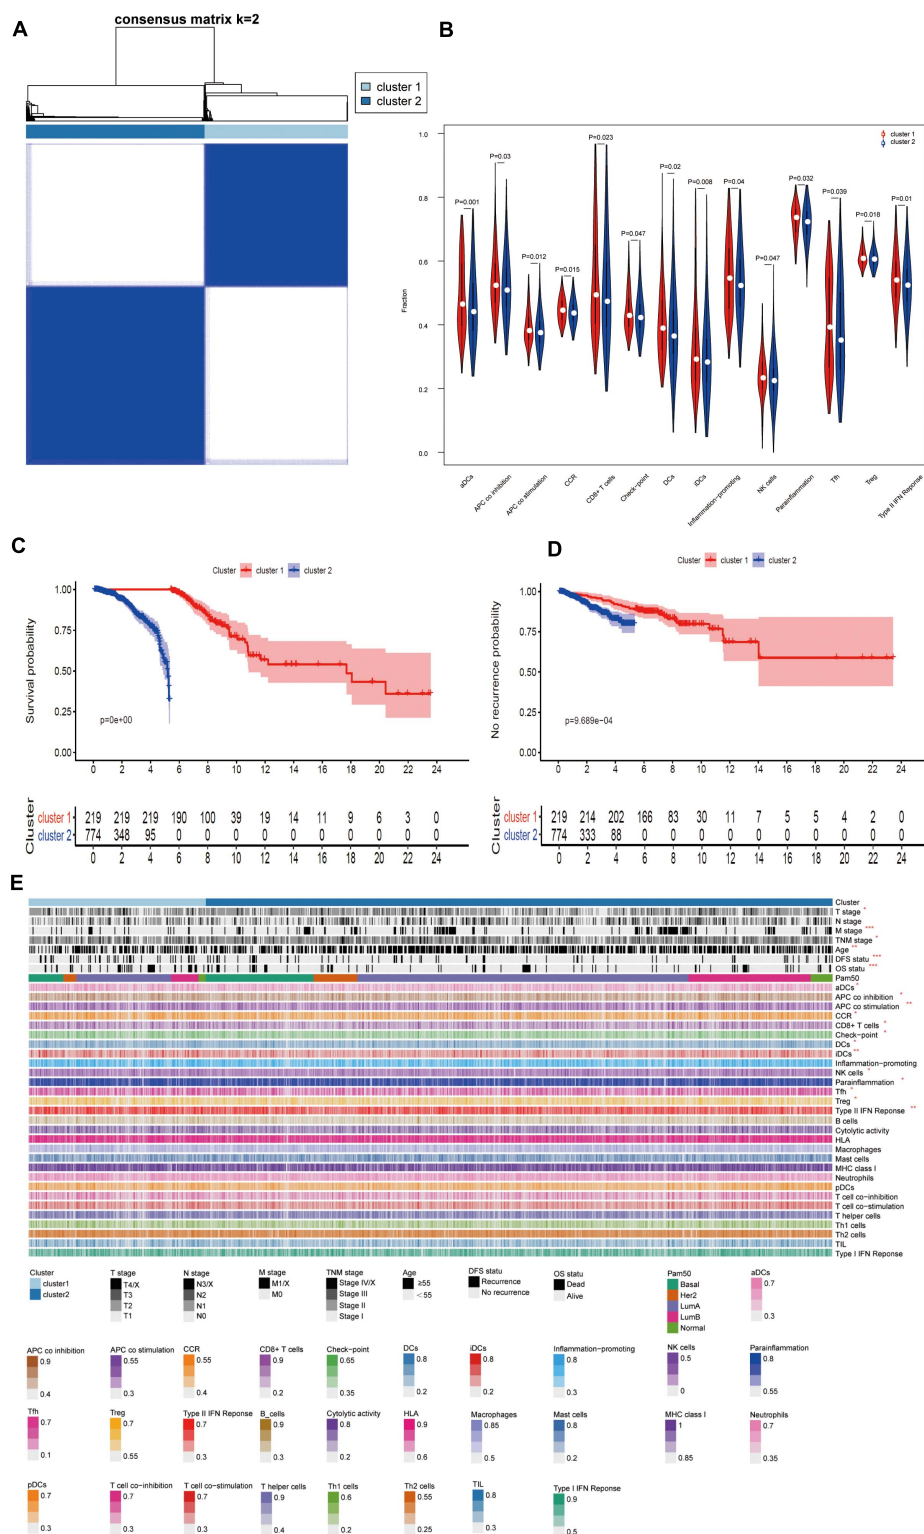 A
consensus matrix k=2
cluster 1
cluster 2
B
cluster 1
cluster 2
1.0
0.8
0.6
0.4
0.2
0.0
Fraction
P=0.001
P=0.03
P=0.012
P=0.015
P=0.023
P=0.047
P=0.02
P=0.008
P=0.04
P=0.047
P=0.032
P=0.039
P=0.018
P=0.01
aDCs
APC co inhibition
APC co stimulation
CCR
CD8+ T cells
Check−point
DCs
iDCs
Inflammation−promoting
NK cells
Parainflammation
Tfh
Treg
Type II IFN Reponse
C
Cluster cluster 1 cluster 2
Survival probability
1.00
0.75
0.50
0.25
0.00
p=0e+00
0 2 4 6 8 10 12 14 16 18 20 22 24
Cluster
cluster 1 219 219 219 190 100 39 19 14 11 9 6 3 0
cluster 2 774 348 95 0 0 0 0 0 0 0 0 0 0
0 2 4 6 8 10 12 14 16 18 20 22 24
D
Cluster cluster 1 cluster 2
No recurrence probability
1.00
0.75
0.50
0.25
0.00
p=9.689e−04
0 2 4 6 8 10 12 14 16 18 20 22 24
Cluster
cluster 1 219 214 202 166 83 30 11 7 5 5 4 2 0
cluster 2 774 333 88 0 0 0 0 0 0 0 0 0 0
0 2 4 6 8 10 12 14 16 18 20 22 24
E
Cluster
T stage *
N stage
M stage ***
TNM stage *
Age **
DFS statu ***
OS statu ***
Pam50
aDCs *
APC co inhibition *
APC co stimulation **
CCR *
CD8+ T cells *
Check−point *
DCs *
iDCs **
Inflammation−promoting
NK cells *
Parainflammation *
Tfh *
Treg *
Type II IFN Reponse **
B cells
Cytolytic activity
HLA
Macrophages
Mast cells
MHC class I
Neutrophils
pDCs
T cell co−inhibition
T cell co−stimulation
T helper cells
Th1 cells
Th2 cells
TIL
Type I IFN Reponse
Cluster
cluster1
cluster2
T stage
T4/X
T3
T2
T1
N stage
N3/X
N2
N1
N0
M stage
M1/X
M0
TNM stage
Stage IV/X
Stage III
Stage II
Stage I
Age
≥55
<55
DFS statu
Recurrence
No recurrence
OS statu
Dead
Alive
Pam50
Basal
Her2
LumA
LumB
Normal
aDCs
0.7
0.3
APC co inhibition
0.9
0.4
APC co stimulation
0.55
0.3
CCR
0.55
0.4
CD8+ T cells
0.9
0.2
Check−point
0.65
0.35
DCs
0.8
0.2
iDCs
0.8
0.2
Inflammation−promoting
0.8
0.3
NK cells
0.5
0
Parainflammation
0.8
0.55
Tfh
0.7
0.1
Treg
0.7
0.55
Type II IFN Reponse
0.7
0.3
B_cells
0.9
0.3
Cytolytic activity
0.8
0.2
HLA
0.9
0.6
Macrophages
0.85
0.5
Mast cells
0.8
0.2
MHC class I
1
0.85
Neutrophils
0.7
0.35
pDCs
0.7
0.3
T cell co−inhibition
0.7
0.3
T cell co−stimulation
0.7
0.3
T helper cells
0.9
0.4
Th1 cells
0.6
0.2
Th2 cells
0.55
0.25
TIL
0.8
0.3
Type I IFN Reponse
0.9
0.5